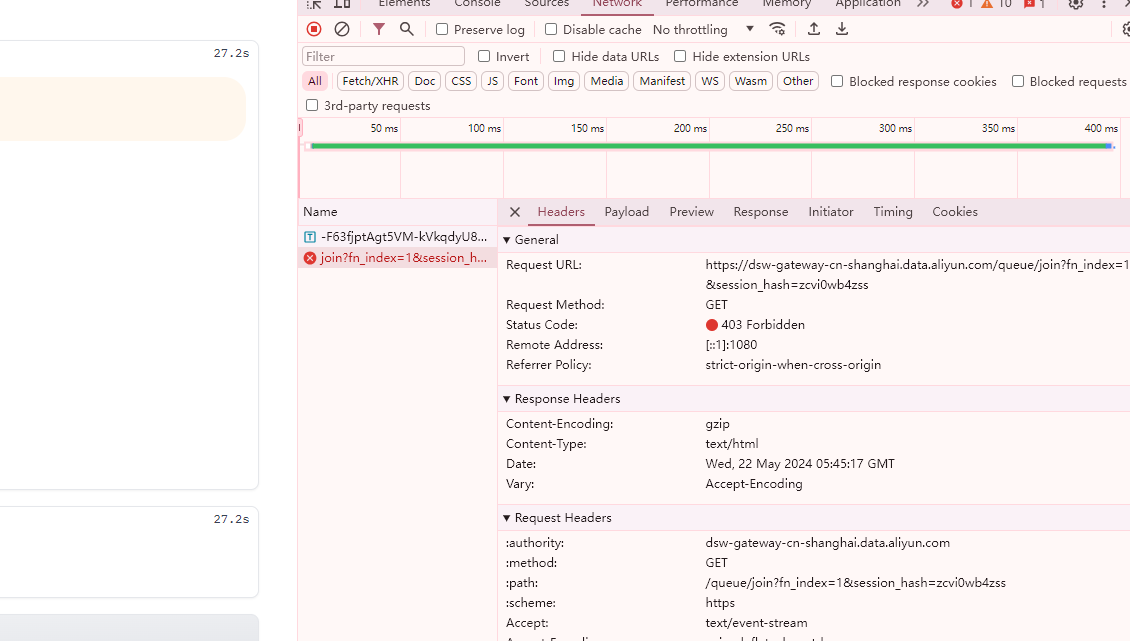 Elements Console Sources Network Performance Memory Application 1 10 1
27.2s
Preserve log Disable cache No throttling
Filter Invert Hide data URLs Hide extension URLs
All Fetch/XHR Doc CSS JS Font Img Media Manifest WS Wasm Other Blocked response cookies Blocked requests
3rd-party requests
50 ms 100 ms 150 ms 200 ms 250 ms 300 ms 350 ms 400 ms
Name Headers Payload Preview Response Initiator Timing Cookies
-F63fjptAgt5VM-kVkqdyU8...
join?fn_index=1&session_h...
General
Request URL: https://dsw-gateway-cn-shanghai.data.aliyun.com/queue/join?fn_index=1
&session_hash=zcvi0wb4zss
Request Method: GET
Status Code: 403 Forbidden
Remote Address: [::1]:1080
Referrer Policy: strict-origin-when-cross-origin
Response Headers
Content-Encoding: gzip
Content-Type: text/html
Date: Wed, 22 May 2024 05:45:17 GMT
Vary: Accept-Encoding
27.2s
Request Headers
:authority: dsw-gateway-cn-shanghai.data.aliyun.com
:method: GET
:path: /queue/join?fn_index=1&session_hash=zcvi0wb4zss
:scheme: https
Accept: text/event-stream